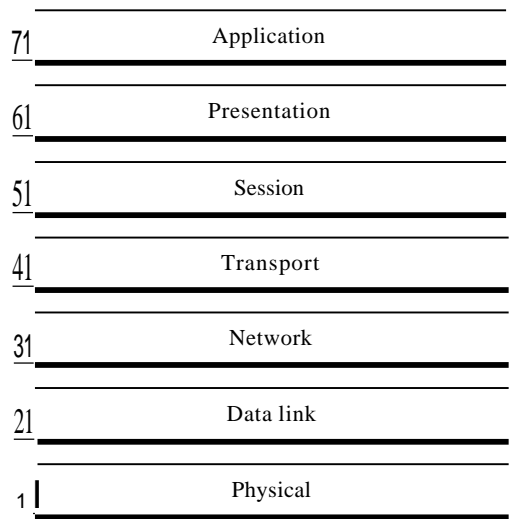 71 Application
61 Presentation
51 Session
41 Transport
31 Network
21 Data link
1 Physical